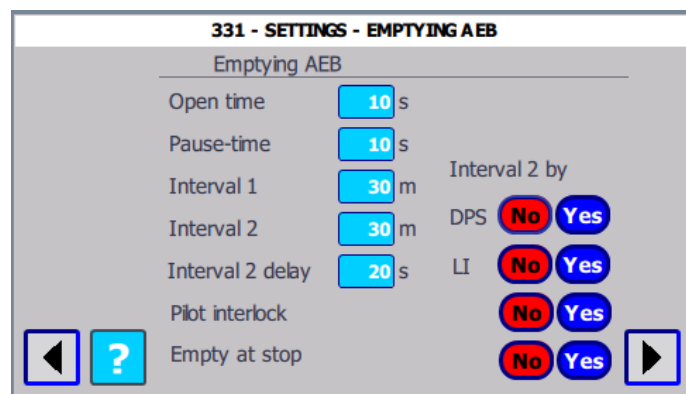 331 - SETTINGS - EMPTYING AEB
Emptying AEB
Open time 10 s
Pause-time 10 s
Interval 1 30 m
Interval 2 by
Interval 2 30 m
DPS No Yes
Interval 2 delay 20 s
LI No Yes
Pilot interlock No Yes
Empty at stop No Yes
?